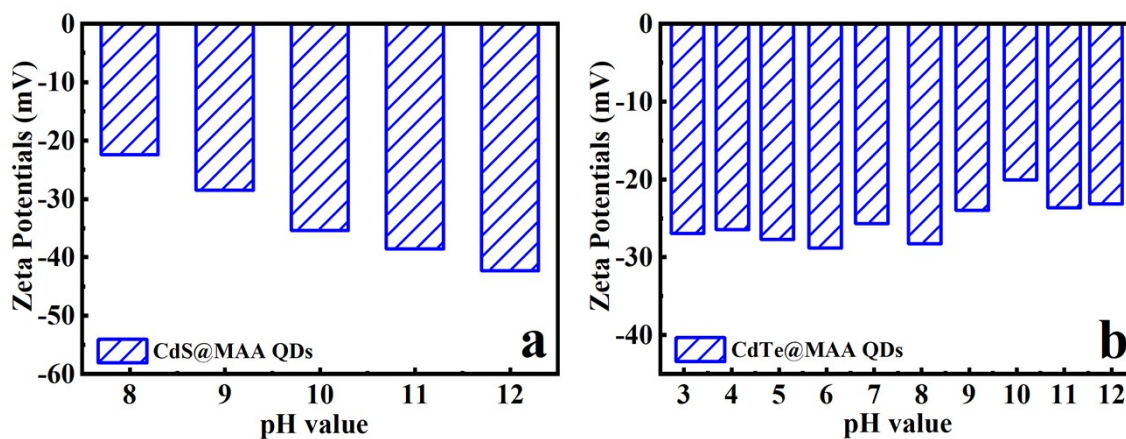 0
-10
-20
-30
-40
-50
-60
Zeta Potentials (mV)
CdS@MAA QDs
a
8 9 10 11 12
pH value
0
-10
-20
-30
-40
Zeta Potentials (mV)
CdTe@MAA QDs
b
3 4 5 6 7 8 9 10 11 12
pH value